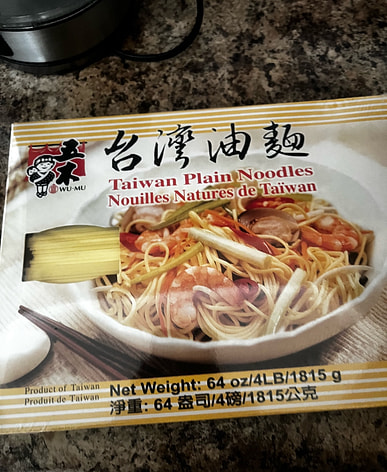 五木
WU-MU
台灣油麵
Taiwan Plain Noodles
Nouilles Natures de Taïwan
Product of Taiwan
Produit de Taiwan
Net Weight: 64 oz/4LB/1815 g
淨重: 64 盎司/4磅/1815公克